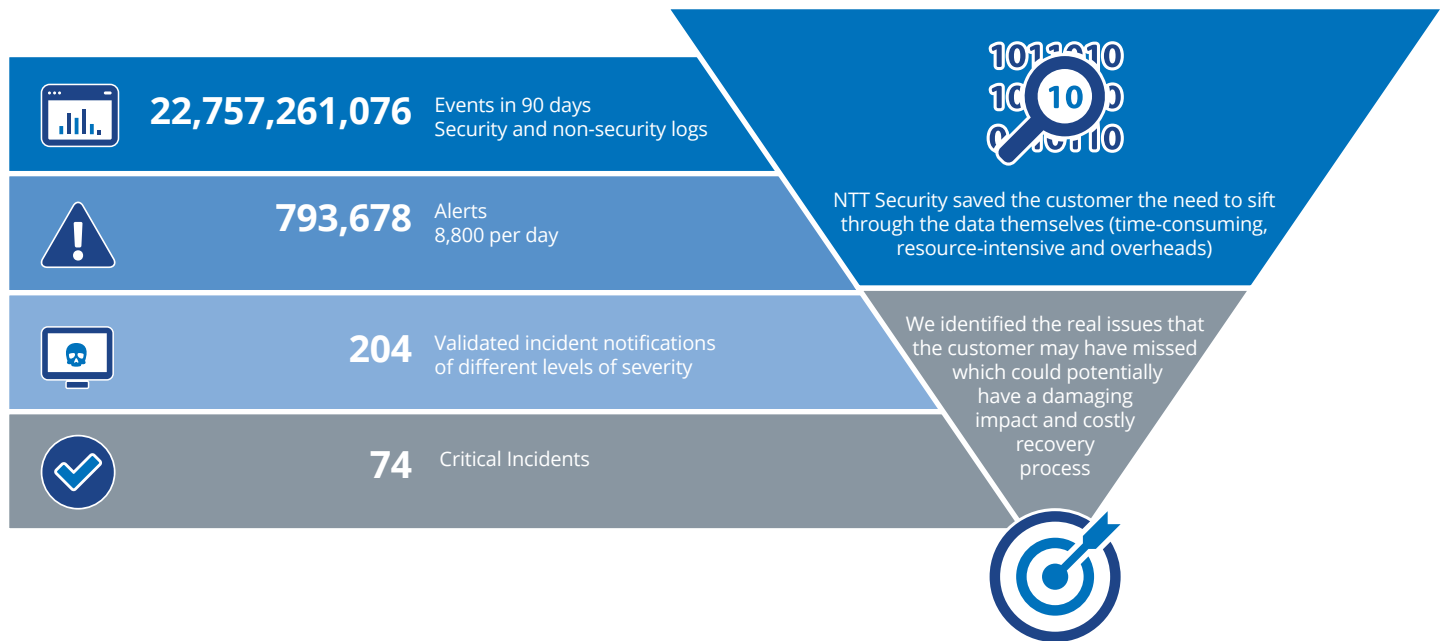 22,757,261,076
Events in 90 days
Security and non-security logs
793,678
Alerts
8,800 per day
204
Validated incident notifications
of different levels of severity
74
Critical Incidents
1011010
10
10
NTT Security saved the customer the need to sift
through the data themselves (time-consuming,
resource-intensive and overheads)
We identified the real issues that
the customer may have missed
which could potentially
have a damaging
impact and costly
recovery
process